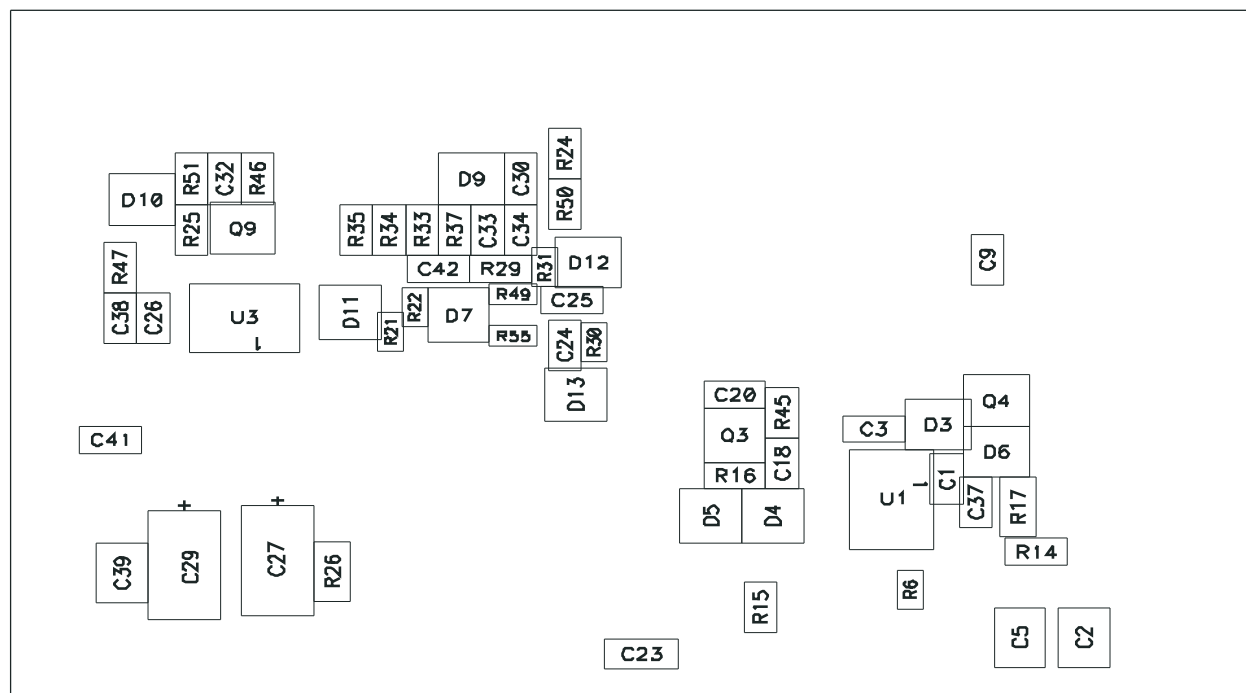 R24
R51
C32
R46
D9
C30
D10
R50
R25
Q9
R35
R34
R33
R37
C33
C34
R47
C42
R29
R31
D12
C9
C38
C26
U3
1
D11
R21
R22
D7
R49
C25
R55
C24
R30
D13
C20
R45
Q4
Q3
C3
D3
C41
D6
R16
C18
C1
1
U1
C37
R17
D5
D4
+
+
R14
C39
C29
C27
R26
R6
R15
C5
C2
C23